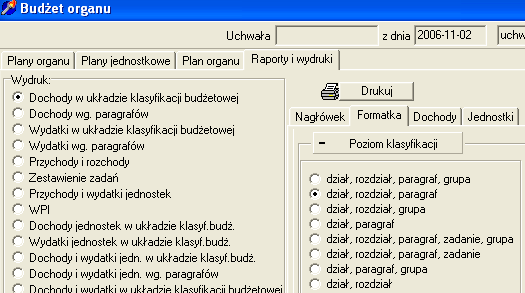 Budżet organu
Uchwała z dnia 2006-11-02 uchw
Plany organu Plany jednostkowe Plan organu Raporty i wydruki
Wydruk:
Dochody w układzie klasyfikacji budżetowej
Dochody wg. paragrafów
Wydatki w układzie klasyfikacji budżetowej
Wydatki wg. paragrafów
Przychody i rozchody
Zestawienie zadań
Przychody i wydatki jednostek
WPI
Dochody jednostek w układzie klasyf.budż.
Wydatki jednostek w układzie klasyf.budż.
Dochody i wydatki jedn. w układzie klasyf.budż.
Dochody i wydatki jedn. wg. paragrafów
Dochody i wydatki w układzie klasyfikacji budżetowej
Drukuj
Nagłówek Formatka Dochody Jednostki
- Poziom klasyfikacji
dział, rozdział, paragraf, grupa
dział, rozdział, paragraf
dział, rozdział, grupa
dział, paragraf
dział, rozdział, paragraf, zadanie, grupa
dział, rozdział, paragraf, zadanie
dział, paragraf, grupa
dział, rozdział